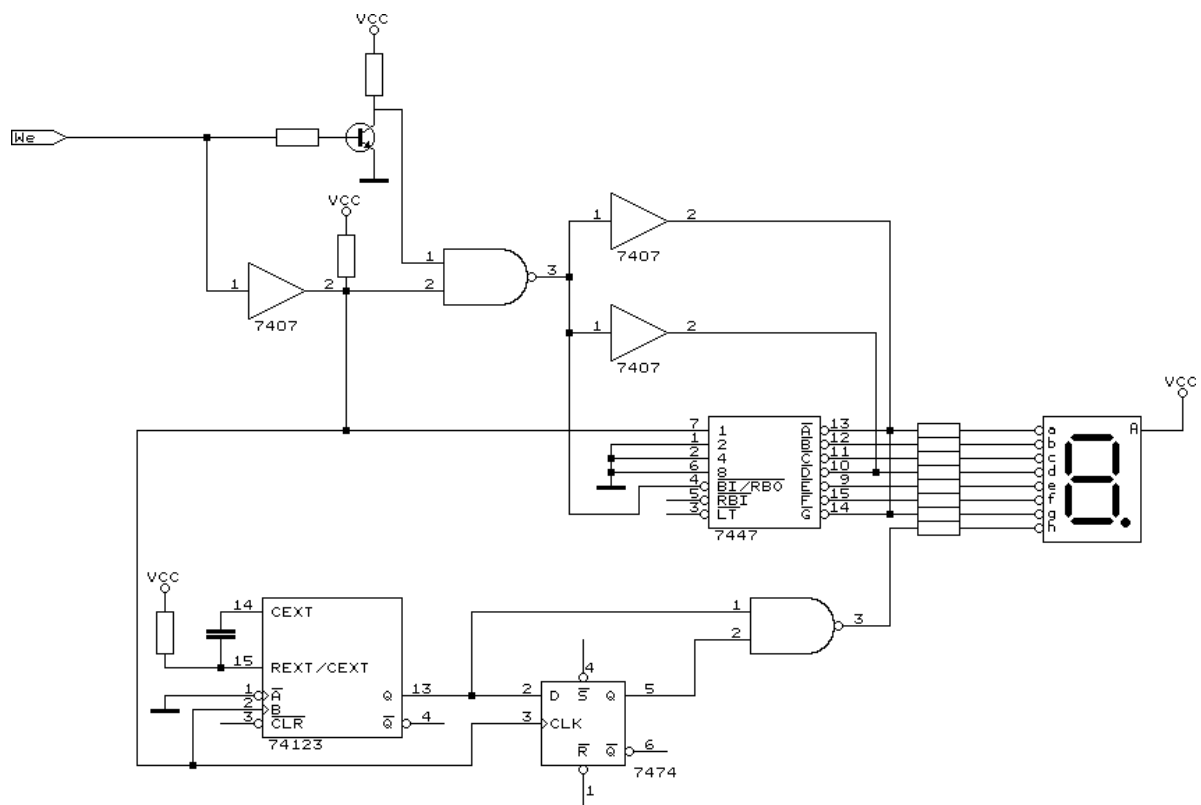 VCC
We
VCC
1 2
7407
1
2
3
1 2
7407
1 2
7407
VCC
7 1 A 13 a A
1 2 B 12 b
2 4 C 11 c
6 8 D 10 d
4 BI/RBO E 9 e
5 RBI F 15 f
3 LT G 14 g
h
7447
VCC
14 CEXT
15 REXT/CEXT
1 A Q 13
2 B
3 CLR Q 4
74123
1
2
3
4
2 D S Q 5
3 CLK
R Q 6
7474
1